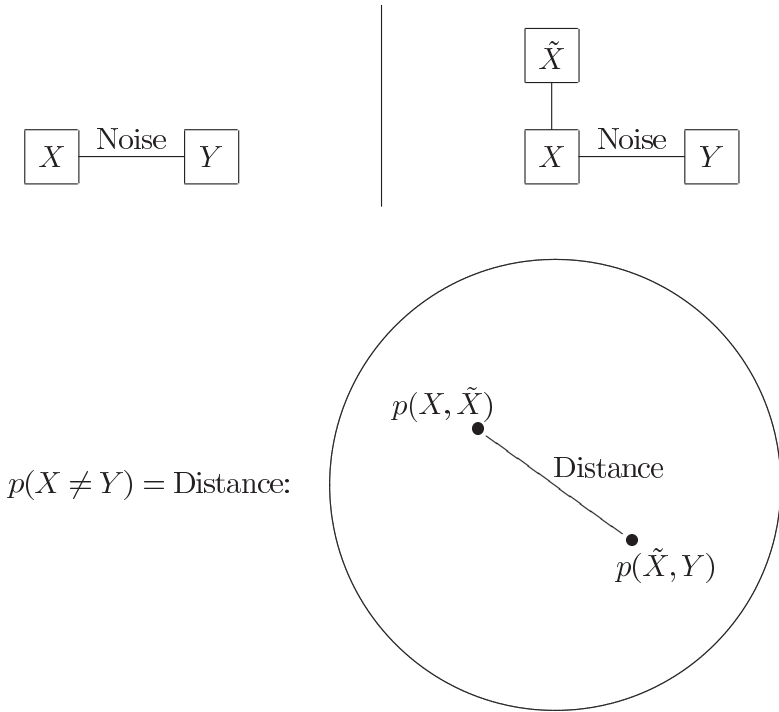 X̃
X Noise Y
X Noise Y
p(X, X̃)
Distance
p(X ≠ Y) = Distance:
p(X̃, Y)